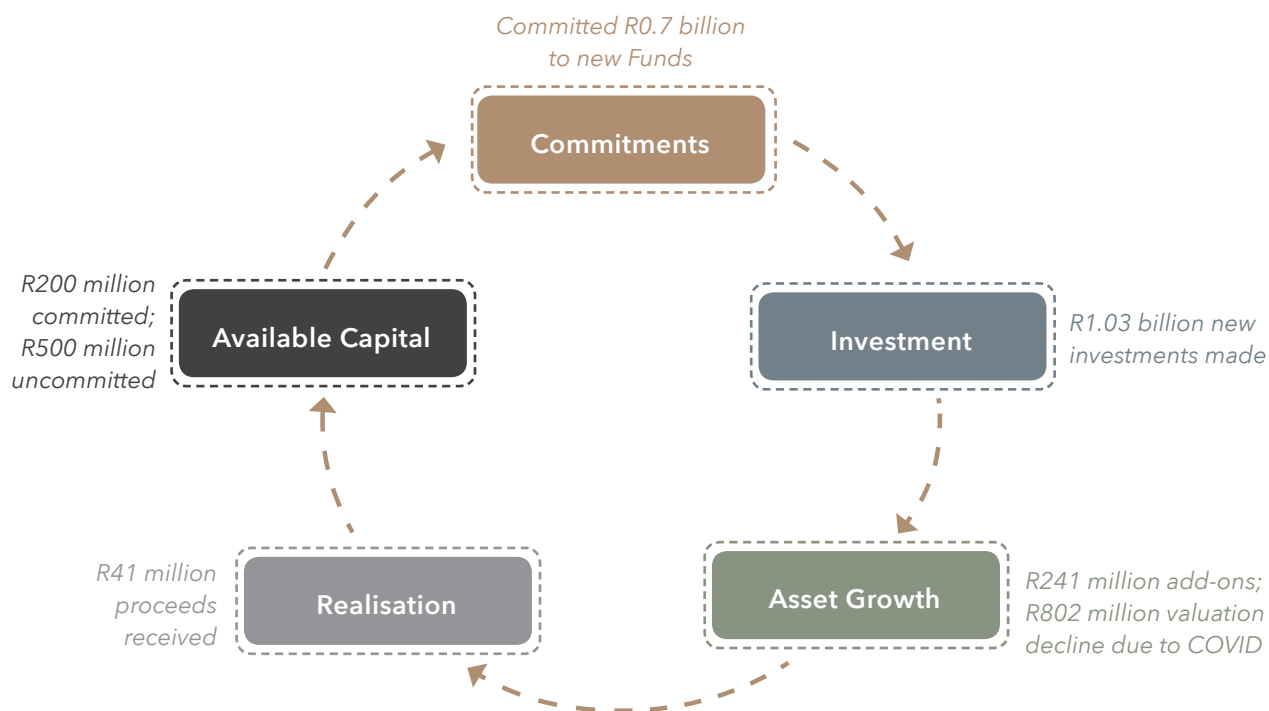 Committed R0.7 billion
to new Funds
Commitments
R200 million
committed;
R500 million
uncommitted
Available Capital
Investment
R1.03 billion new
investments made
R41 million
proceeds
received
Realisation
Asset Growth
R241 million add-ons;
R802 million valuation
decline due to COVID